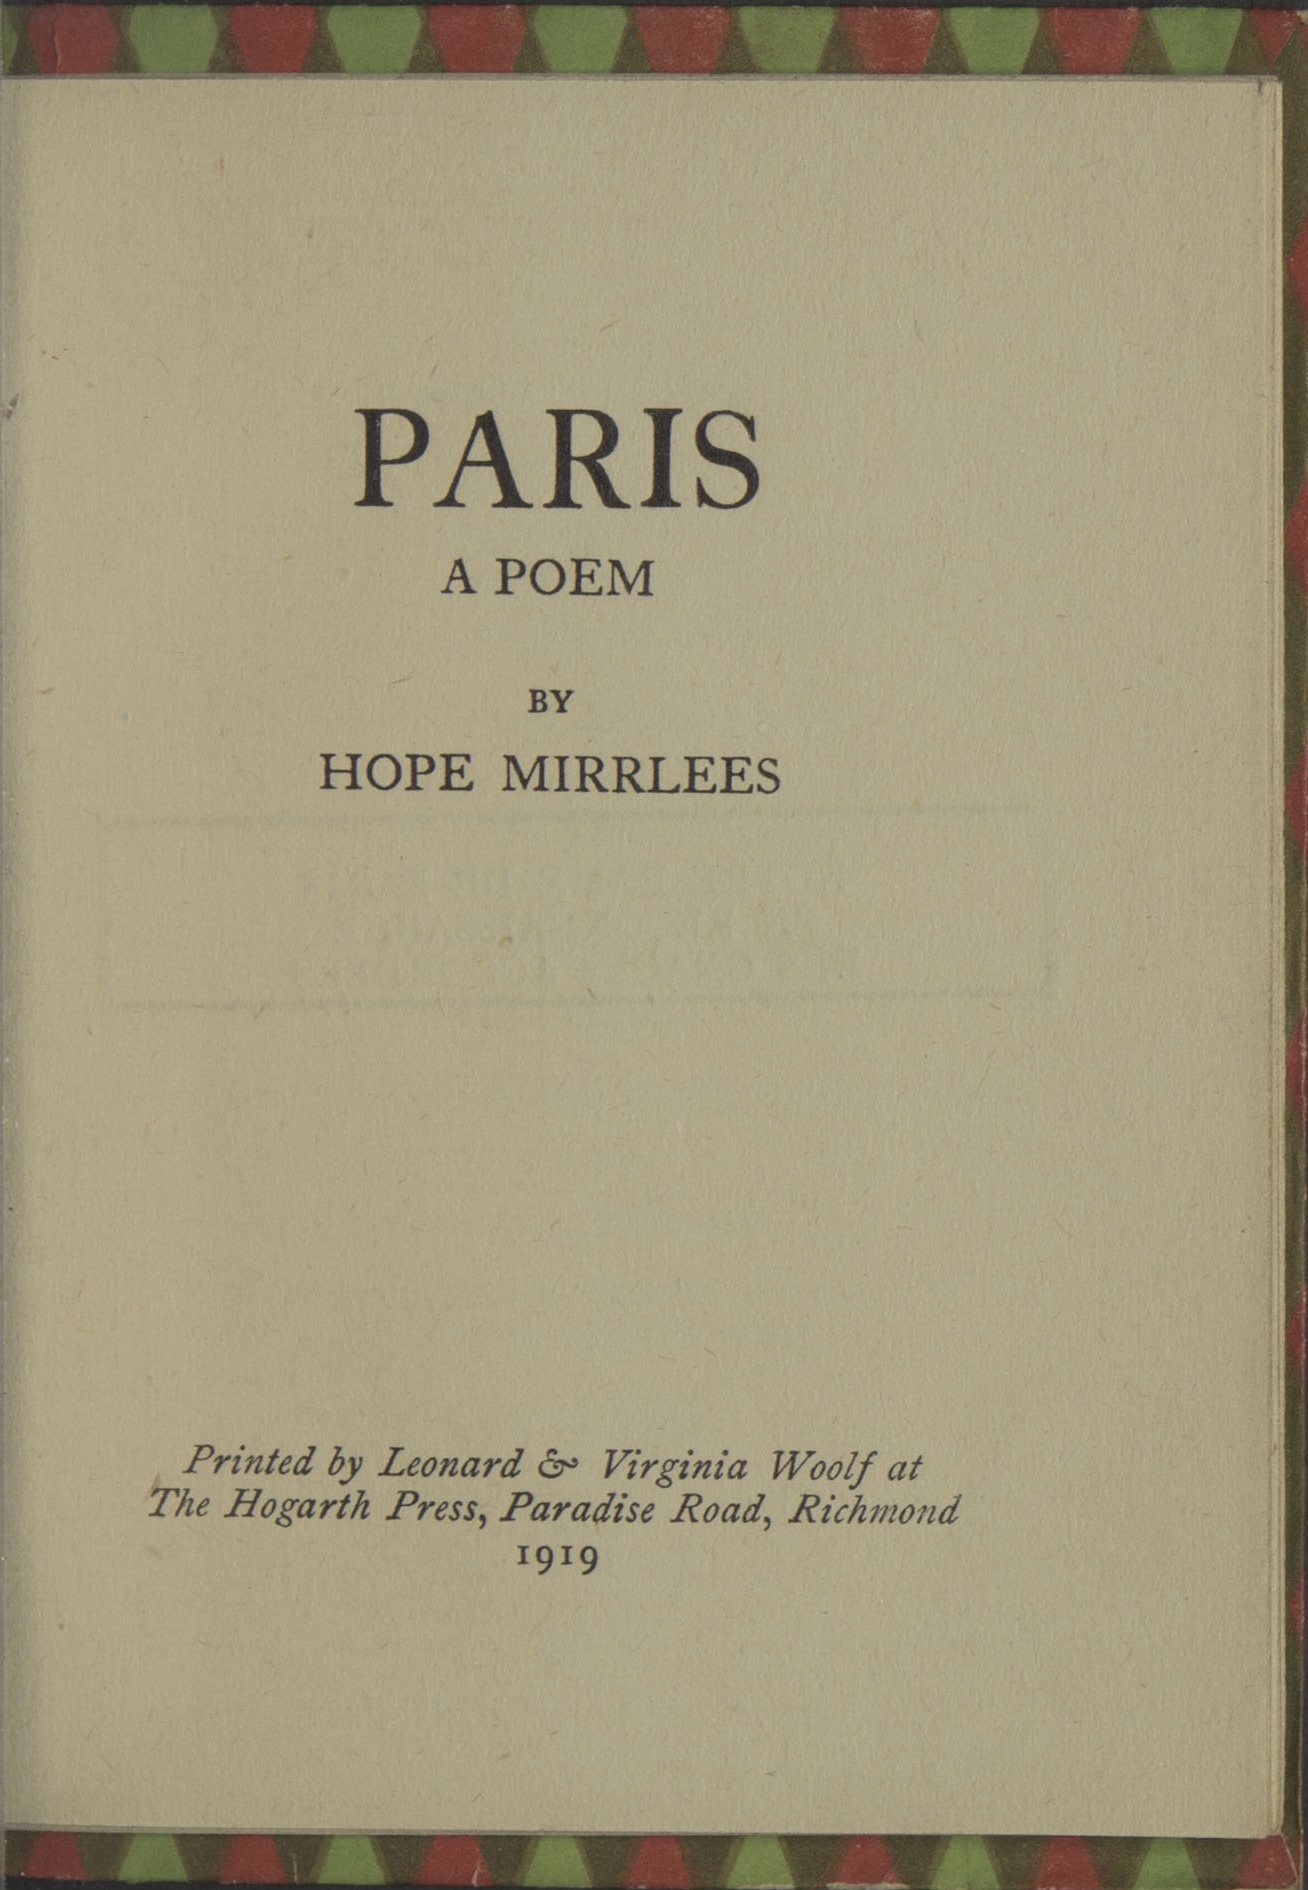 PARIS
A POEM
BY
HOPE MIRRLEES
Printed by Leonard & Virginia Woolf at
The Hogarth Press, Paradise Road, Richmond
1919